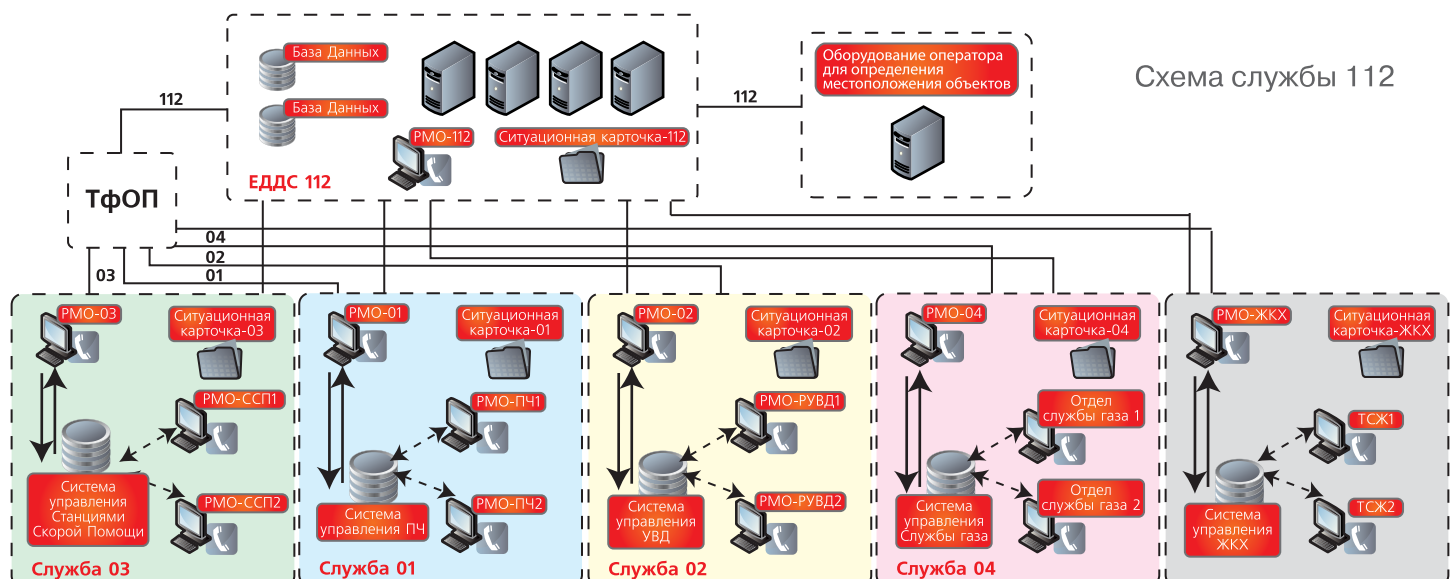 Схема службы 112
База Данных
База Данных
РМО-112
Ситуационная карточка-112
ЕДДС 112
112
112
Оборудование оператора
для определения
местоположения объектов
ТфОП
04
02
03
01
РМО-03
Ситуационная
карточка-03
РМО-ССП1
РМО-ССП2
Система
управления
Станциями
Скорой Помощи
Служба 03
РМО-01
Ситуационная
карточка-01
РМО-ПЧ1
РМО-ПЧ2
Система
управления ПЧ
Служба 01
РМО-02
Ситуационная
карточка-02
РМО-РУВД1
РМО-РУВД2
Система
управления
УВД
Служба 02
РМО-04
Ситуационная
карточка-04
Отдел
службы газа 1
Отдел
службы газа 2
Система
управления
Службы газа
Служба 04
РМО-ЖКХ
Ситуационная
карточка-ЖКХ
ТСЖ1
ТСЖ2
Система
управления
ЖКХ